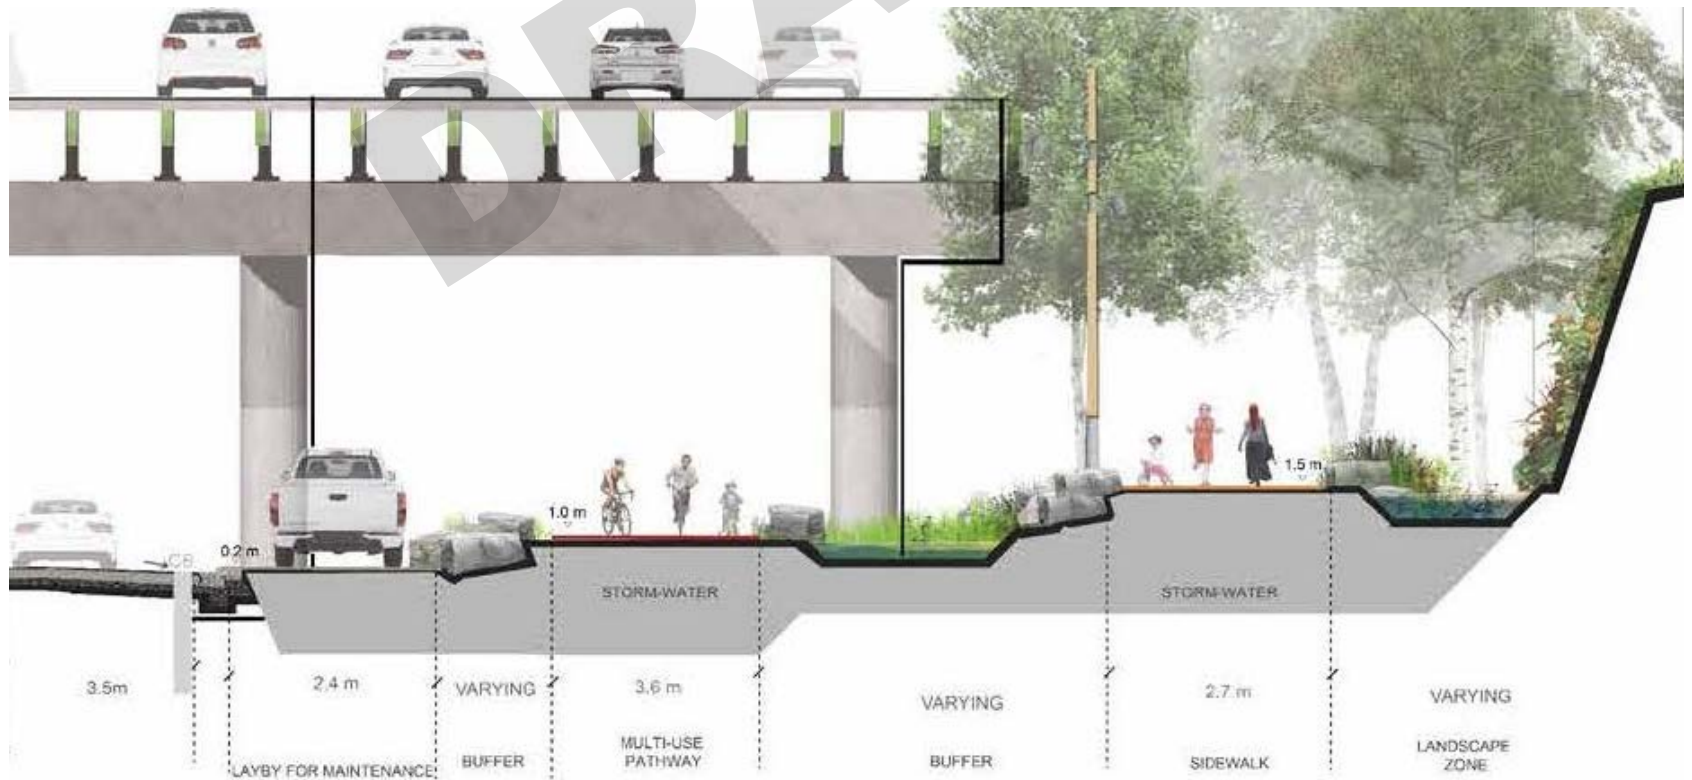 DRA
1.5 m
1.0 m
0.2 m
CB
STORM-WATER
STORM-WATER
3.5m
2.4 m
VARYING
3.6 m
VARYING
2.7 m
VARYING
LAYBY FOR MAINTENANCE
BUFFER
MULTI-USE
PATHWAY
BUFFER
SIDEWALK
LANDSCAPE
ZONE